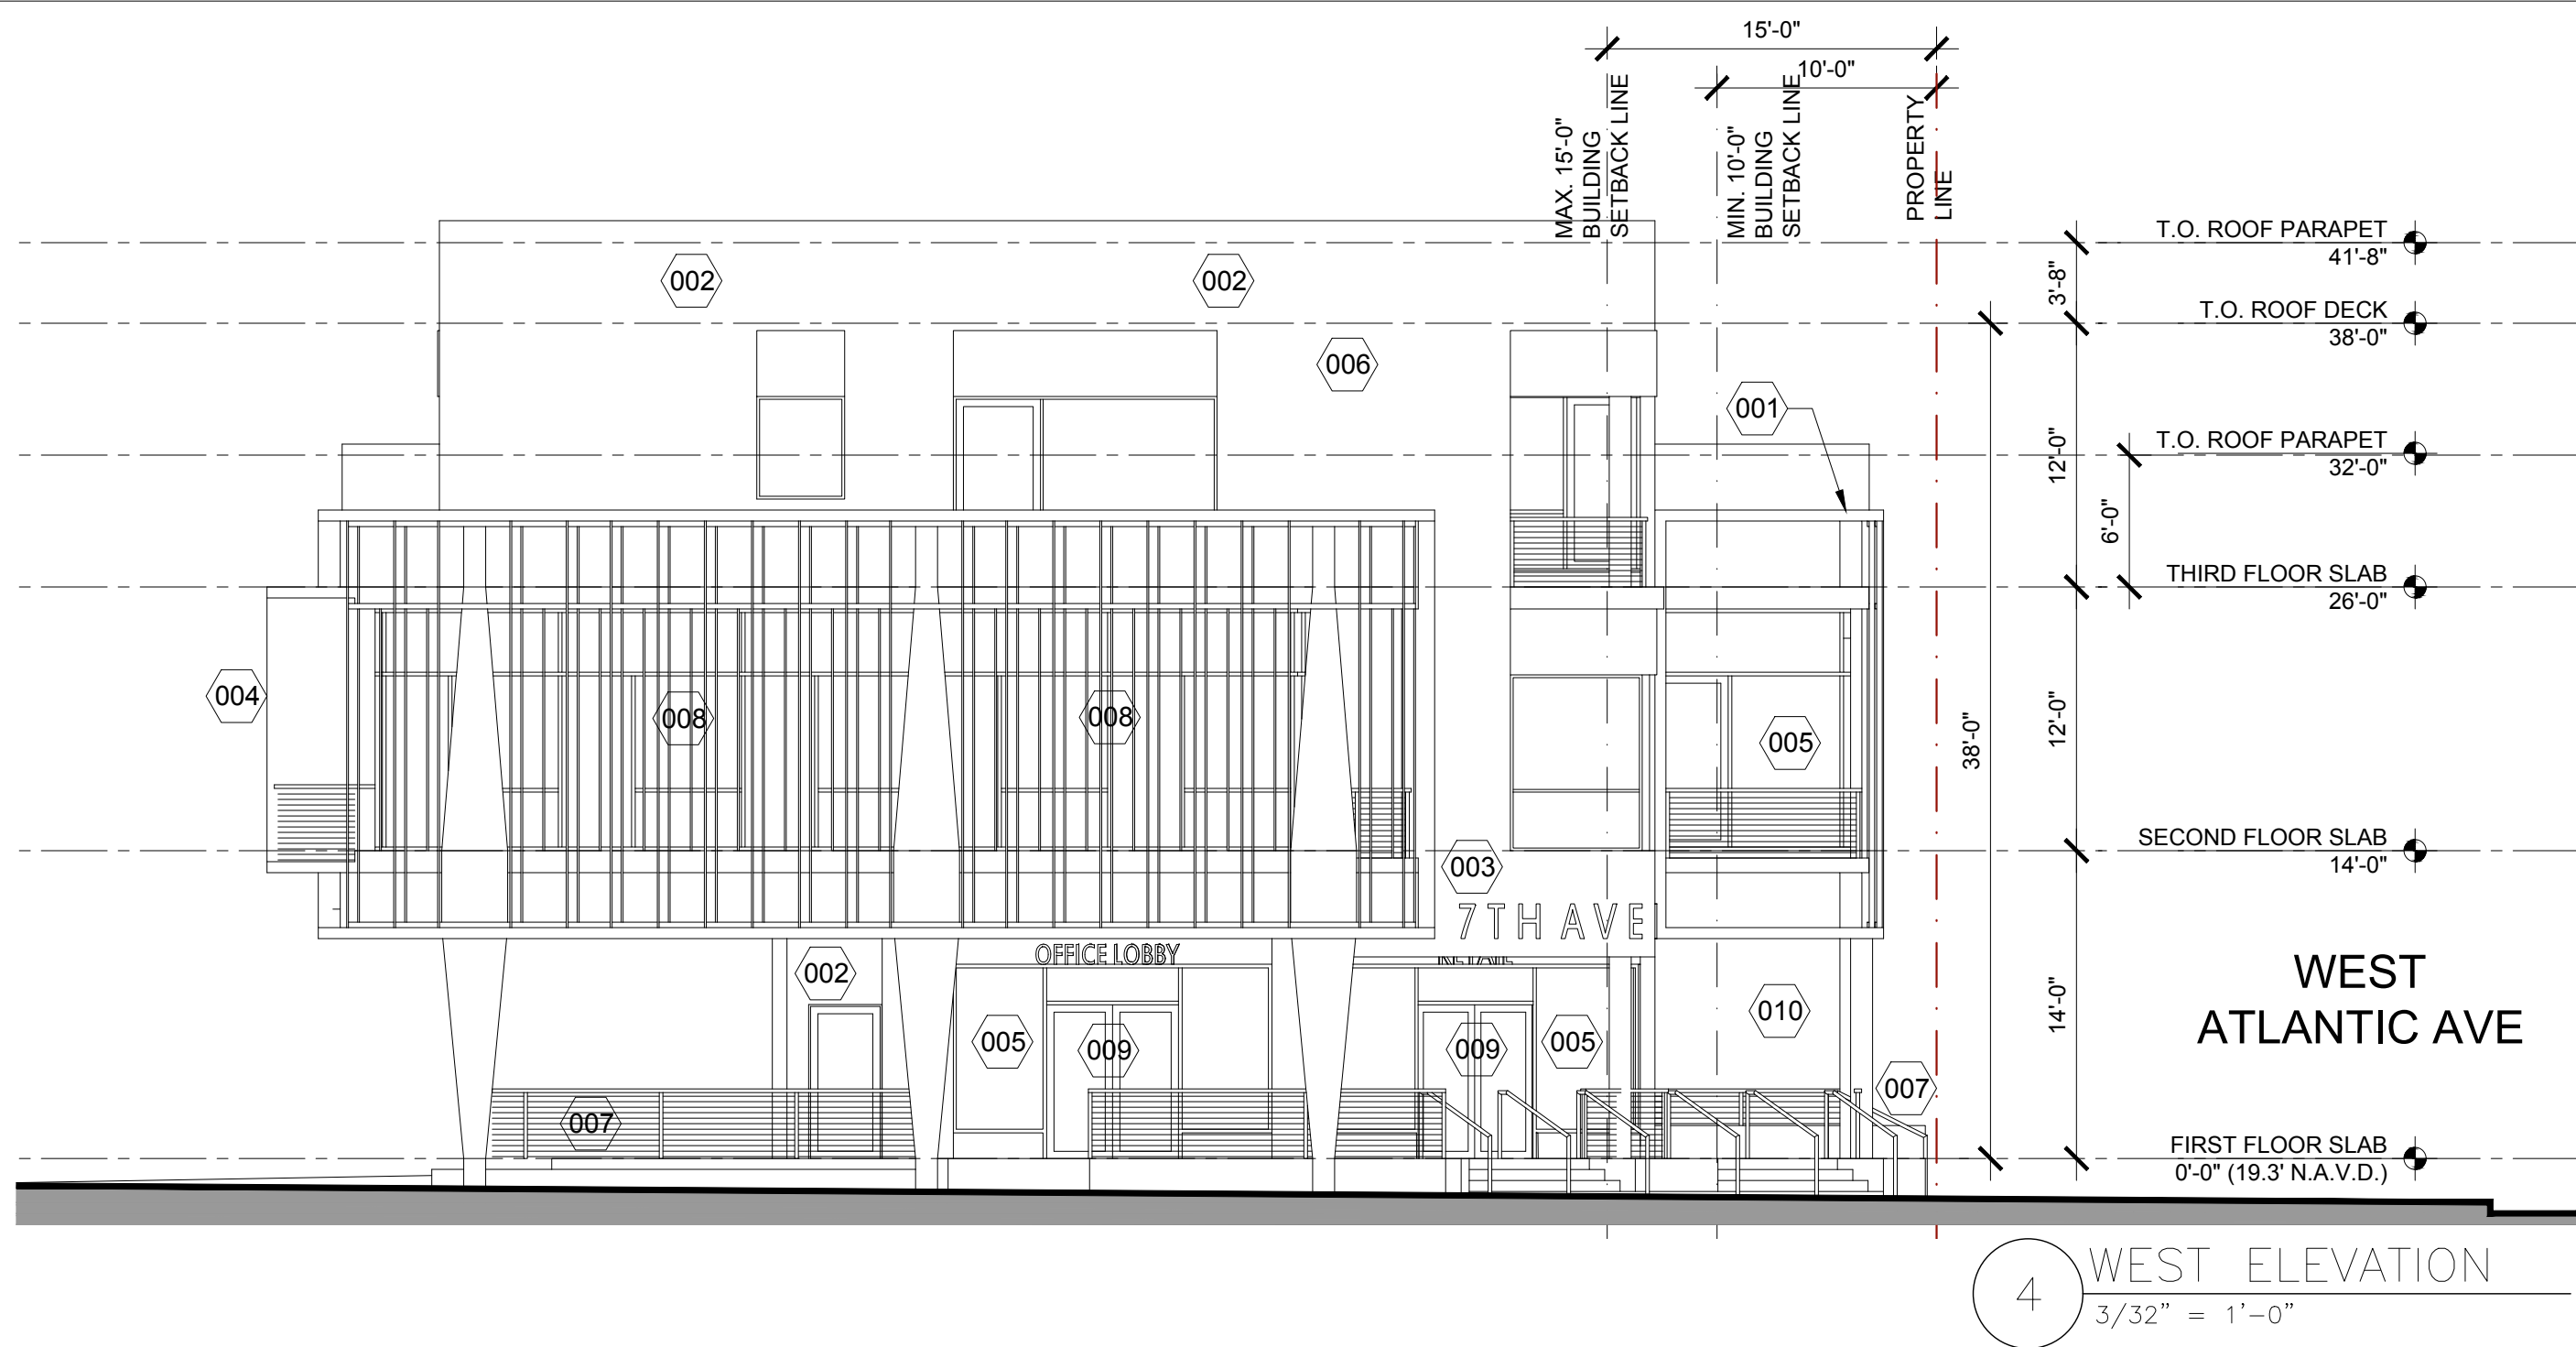 15'-0"
10'-0"
MAX. 15'-0"
BUILDING
SETBACK LINE
MIN. 10'-0"
BUILDING
SETBACK LINE
PROPERTY
LINE
T.O. ROOF PARAPET
41'-8"
002
002
3'-8"
T.O. ROOF DECK
38'-0"
006
001
12'-0"
T.O. ROOF PARAPET
32'-0"
6'-0"
THIRD FLOOR SLAB
26'-0"
004
008
008
005
38'-0"
12'-0"
SECOND FLOOR SLAB
14'-0"
003
7TH AVE
OFFICE LOBBY
RETAIL
002
WEST
ATLANTIC AVE
005
009
009
005
010
14'-0"
007
007
FIRST FLOOR SLAB
0'-0" (19.3' N.A.V.D.)
4
WEST ELEVATION
3/32" = 1'-0"